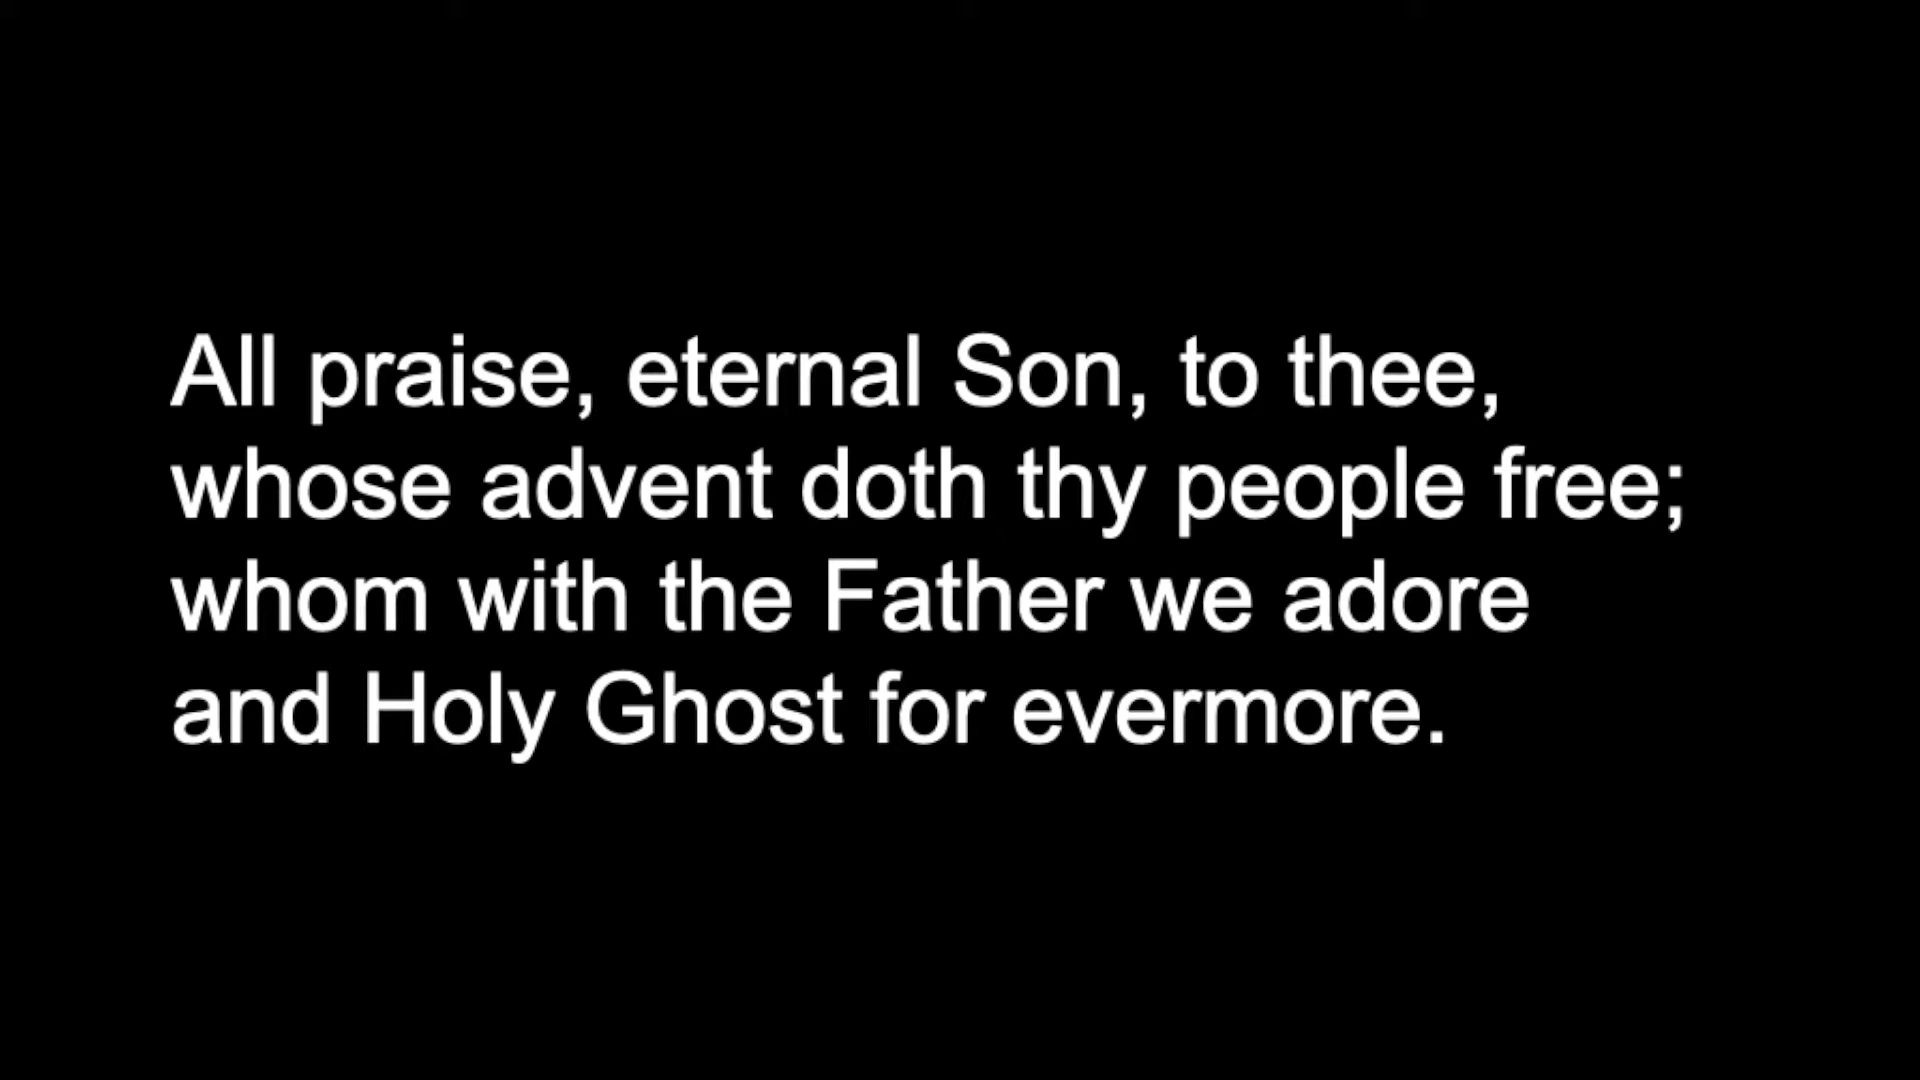 All praise, eternal Son, to thee,
whose advent doth thy people free;
whom with the Father we adore
and Holy Ghost for evermore.